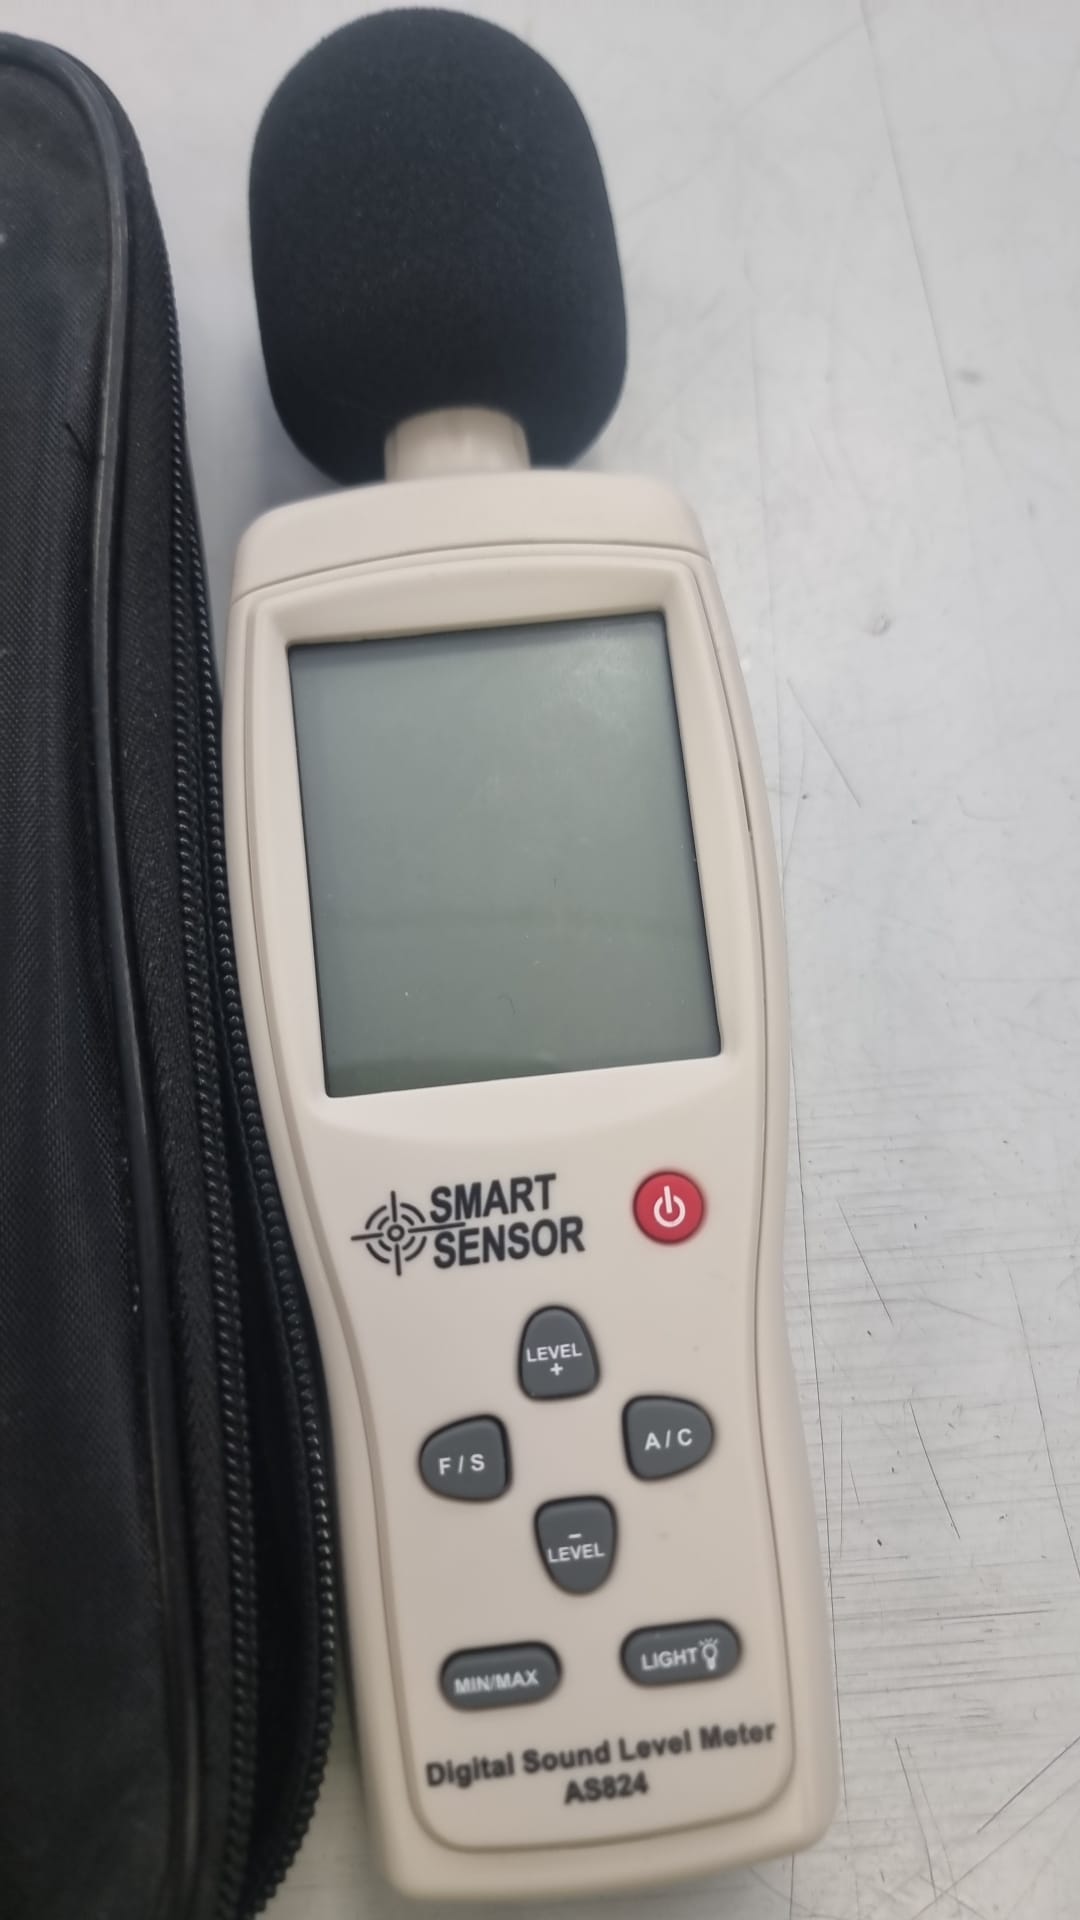 SMART
SENSOR
LEVEL
+
F / S
A / C
–
LEVEL
MIN/MAX
LIGHT
Digital Sound Level Meter
AS824